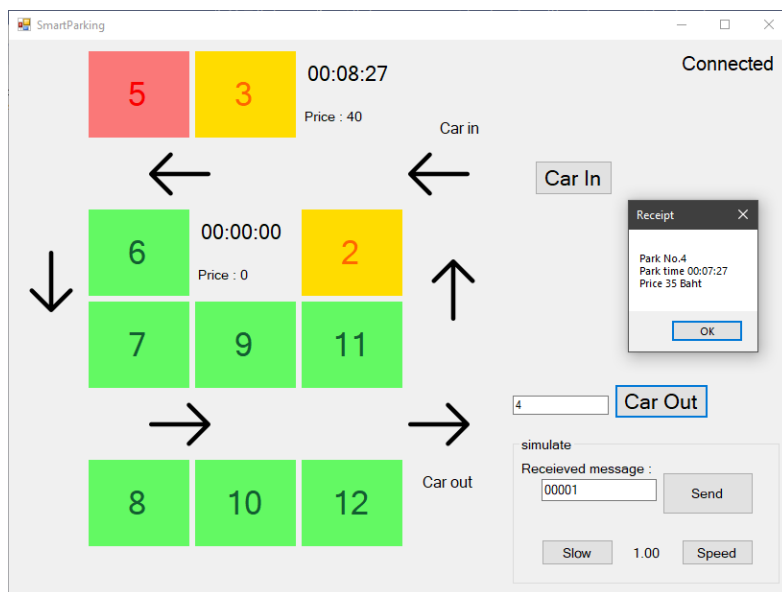 SmartParking
Connected
5
3
00:08:27
Price : 40
Car in
Car In
6
00:00:00
Price : 0
2
Receipt
Park No.4
Park time 00:07:27
Price 35 Baht
OK
7
9
11
4
Car Out
simulate
Receieved message :
00001
Send
Car out
8
10
12
Slow
1.00
Speed